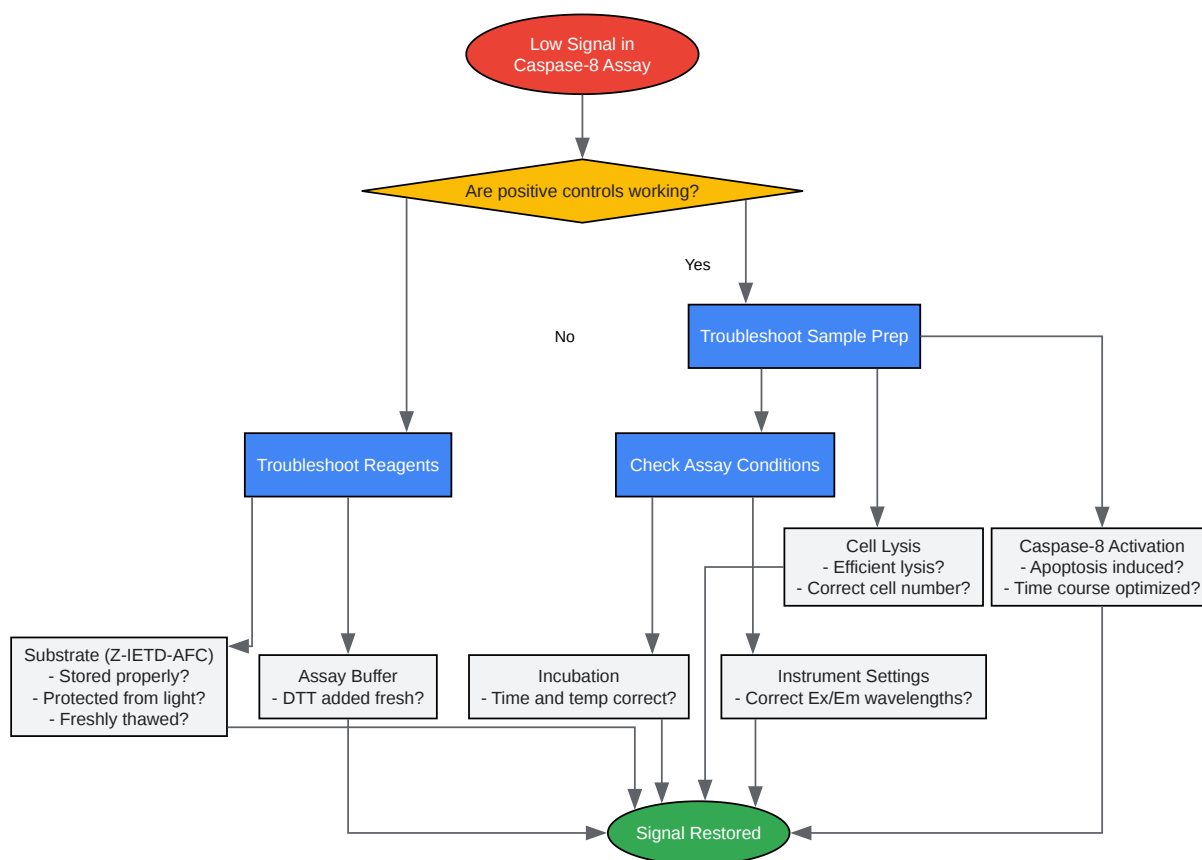 Low Signal in
Caspase-8 Assay
Are positive controls working?
Yes
No
Troubleshoot Sample Prep
Troubleshoot Reagents
Check Assay Conditions
Cell Lysis
- Efficient lysis?
- Correct cell number?
Caspase-8 Activation
- Apoptosis induced?
- Time course optimized?
Substrate (Z-IETD-AFC)
- Stored properly?
- Protected from light?
- Freshly thawed?
Assay Buffer
- DTT added fresh?
Incubation
- Time and temp correct?
Instrument Settings
- Correct Ex/Em wavelengths?
Signal Restored